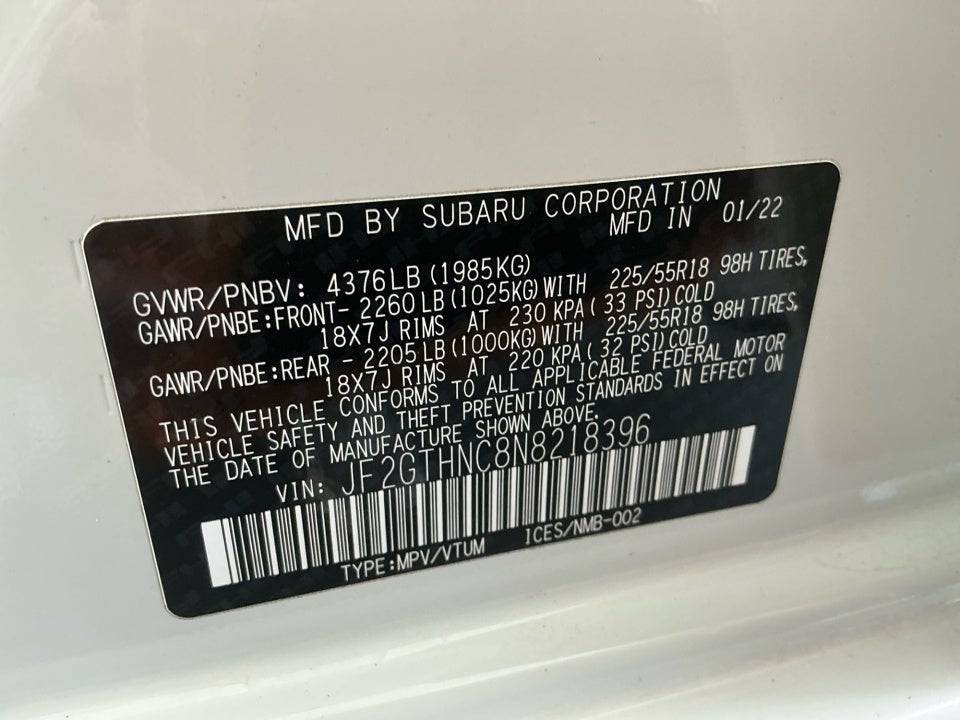 MFD BY SUBARU CORPORATION
MFD IN 01/22
GVWR/PNBV: 4376LB (1985KG)
GAWR/PNBE:FRONT- 2260LB (1025KG)WITH 225/55R18 98H TIRES,
18X7J RIMS AT 230 KPA( 33 PSI)COLD
GAWR/PNBE:REAR - 2205LB (1000KG)WITH 225/55R18 98H TIRES,
18X7J RIMS AT 220 KPA( 32 PSI)COLD
THIS VEHICLE CONFORMS TO ALL APPLICABLE FEDERAL MOTOR
VEHICLE SAFETY AND THEFT PREVENTION STANDARDS IN EFFECT ON
THE DATE OF MANUFACTURE SHOWN ABOVE.
VIN: JF2GTHNC8N8218396
TYPE:MPV/VTUM ICES/NMB-002